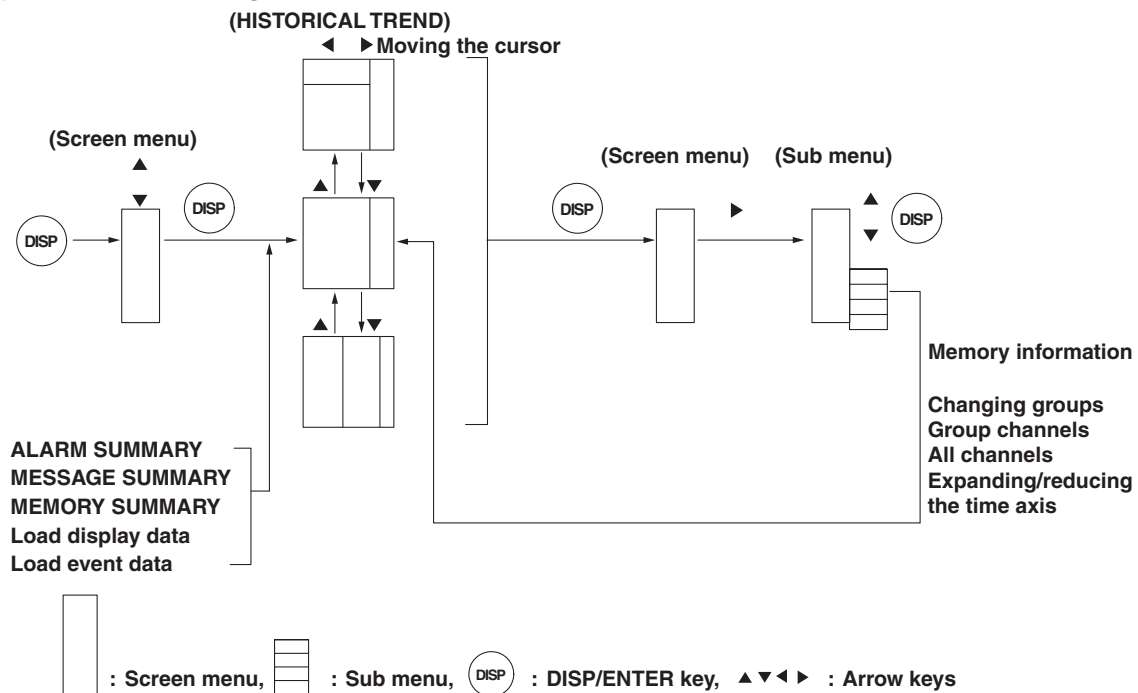 (HISTORICAL TREND)
◀ ▶ Moving the cursor
(Screen menu)
▲
▼
DISP
DISP
▲ ▼
▲ ▼
DISP
(Screen menu)
▶
(Sub menu)
▲
▼
DISP
Memory information
Changing groups
Group channels
All channels
Expanding/reducing
the time axis
ALARM SUMMARY
MESSAGE SUMMARY
MEMORY SUMMARY
Load display data
Load event data
: Screen menu, : Sub menu, DISP : DISP/ENTER key, ▲▼◀ ▶ : Arrow keys